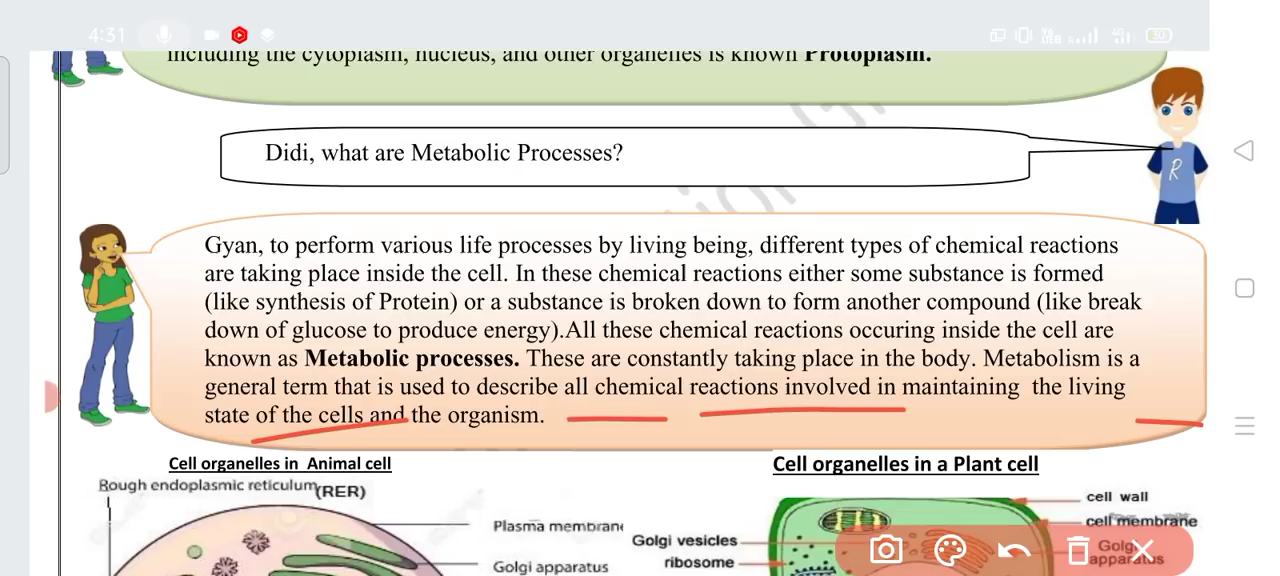 4:31
50
including the cytoplasm, nucleus, and other organelles is known Protoplasm.
Didi, what are Metabolic Processes?
R
Gyan, to perform various life processes by living being, different types of chemical reactions
are taking place inside the cell. In these chemical reactions either some substance is formed
(like synthesis of Protein) or a substance is broken down to form another compound (like break
down of glucose to produce energy).All these chemical reactions occuring inside the cell are
known as Metabolic processes. These are constantly taking place in the body. Metabolism is a
general term that is used to describe all chemical reactions involved in maintaining the living
state of the cells and the organism.
Cell organelles in Animal cell
Cell organelles in a Plant cell
Rough endoplasmic reticulum(RER)
cell wall
Plasma membrane
cell membrane
Golgi vesicles
Golgi
apparatus
ribosome
Golgi apparatus